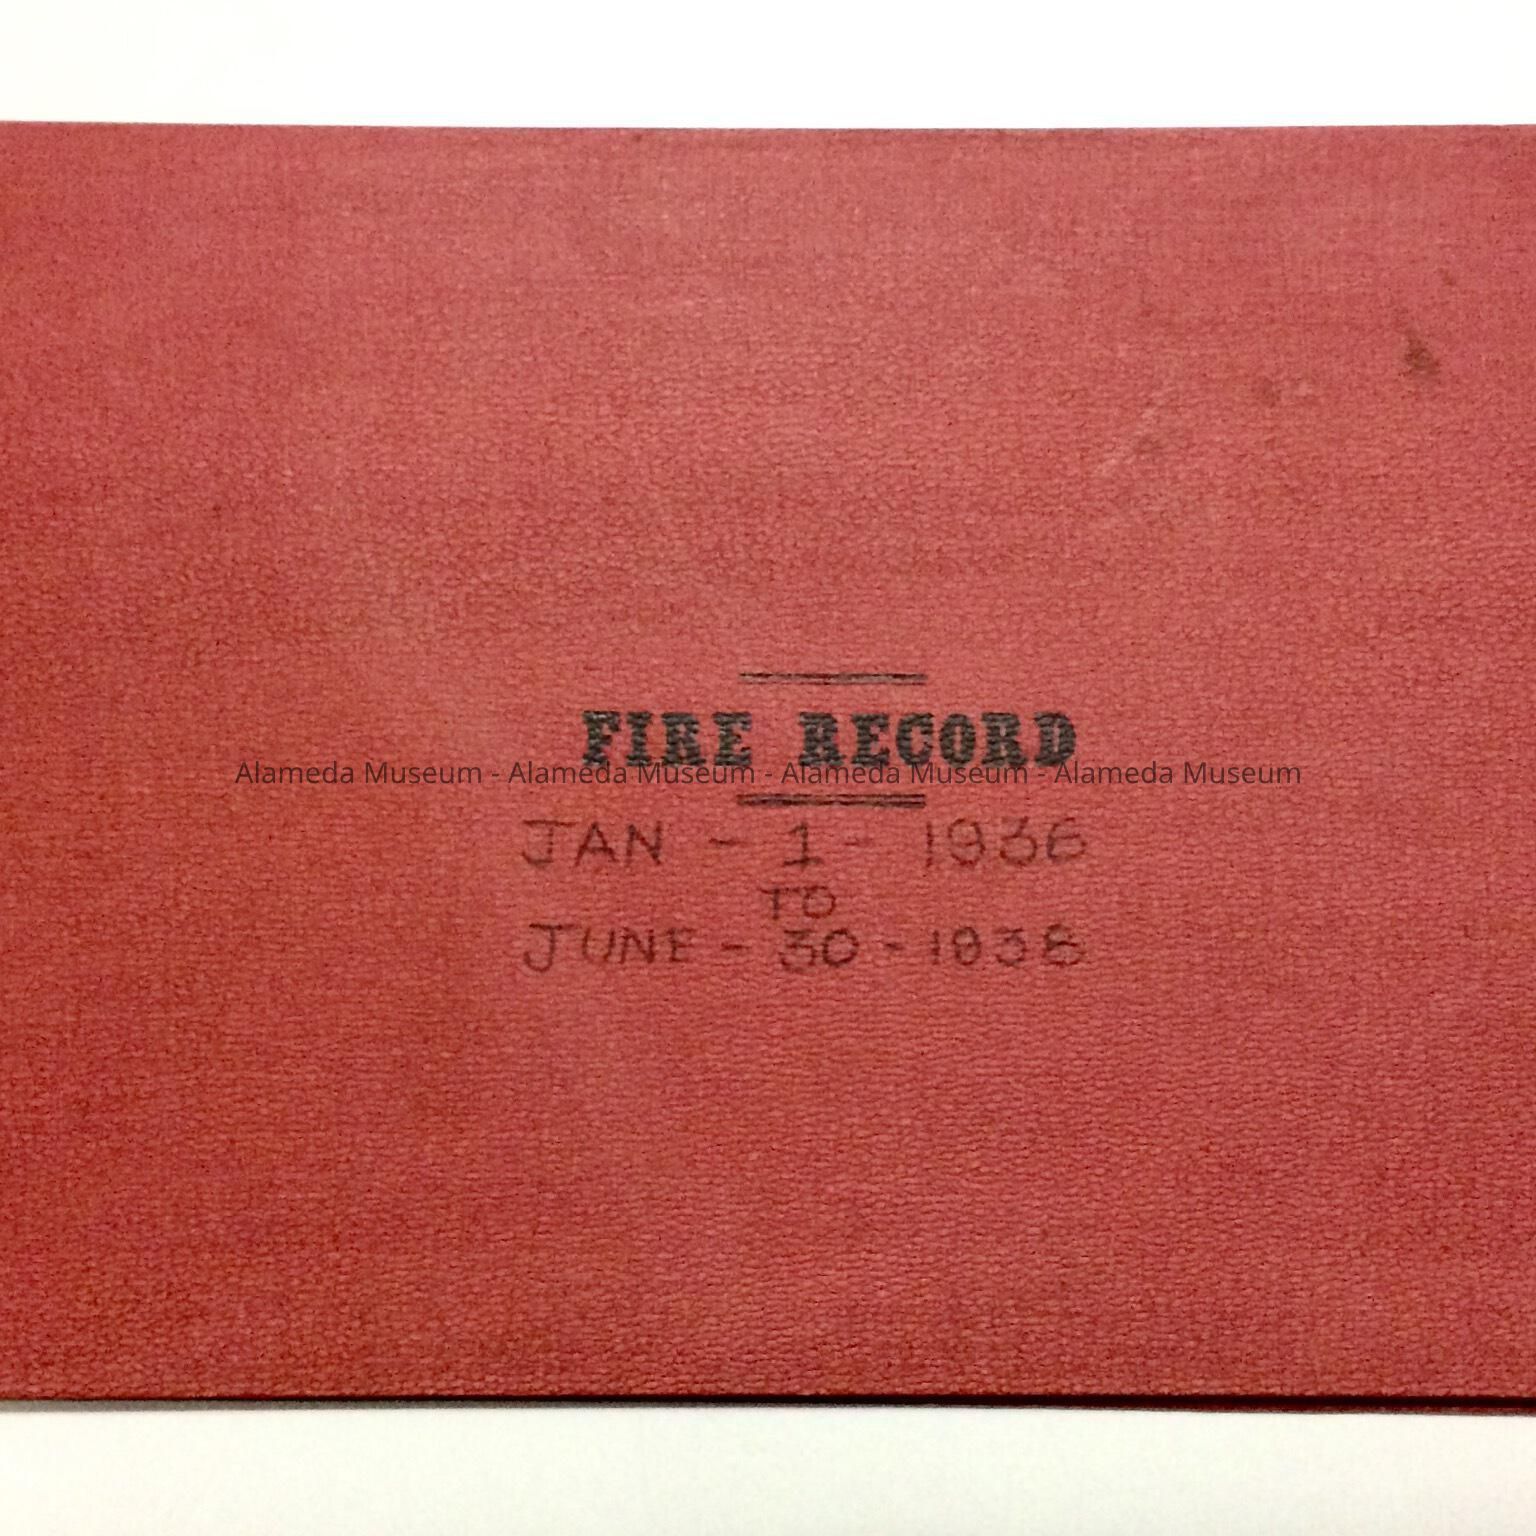 FIRE RECORD
Alameda Museum - Alameda Museum - Alameda Museum - Alameda Museum
JAN - 1 - 1936
TO
JUNE - 30 - 1938